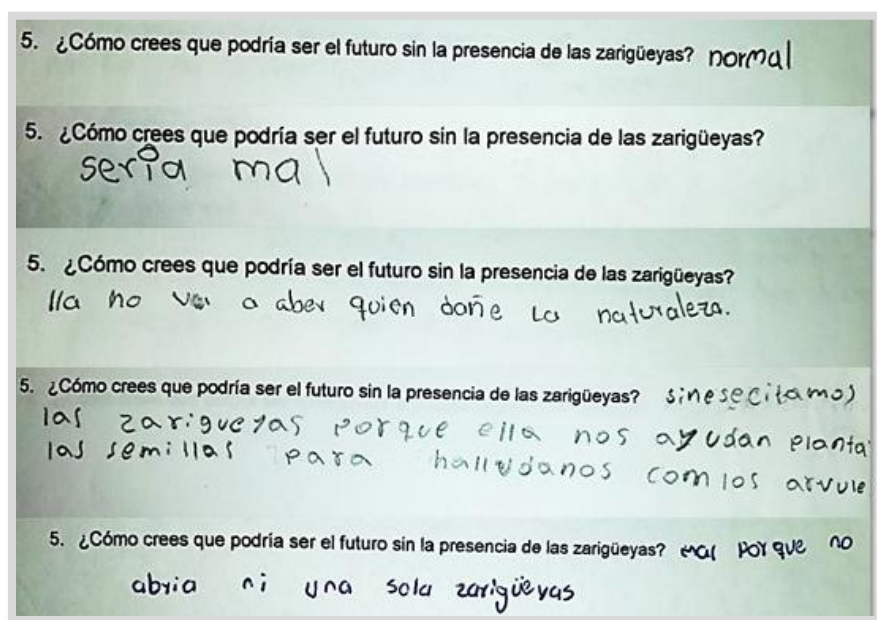 5. ¿Cómo crees que podría ser el futuro sin la presencia de las zarigüeyas? normal
5. ¿Cómo crees que podría ser el futuro sin la presencia de las zarigüeyas?
sería mal
5. ¿Cómo crees que podría ser el futuro sin la presencia de las zarigüeyas?
lla no va a aber quien dañe La naturaleza.
5. ¿Cómo crees que podría ser el futuro sin la presencia de las zarigüeyas? sinesecitamos
las zarigueyas porque ella nos ayudan planta
las semillas para halludanos com los arvule
5. ¿Cómo crees que podría ser el futuro sin la presencia de las zarigüeyas? mal porque no
abria ni una sola zarigüeyas